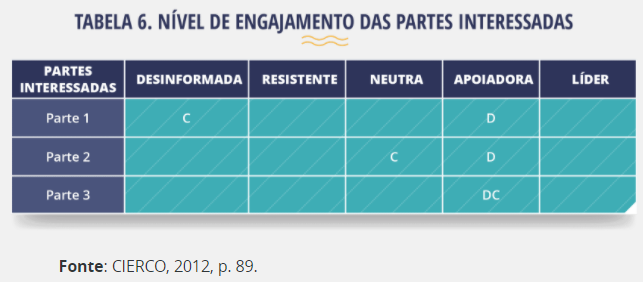 TABELA 6. NÍVEL DE ENGAJAMENTO DAS PARTES INTERESSADAS
PARTES INTERESSADAS DESINFORMADA RESISTENTE NEUTRA APOIADORA LÍDER
Parte 1 C D
Parte 2 C D
Parte 3 DC
Fonte: CIERCO, 2012, p. 89.